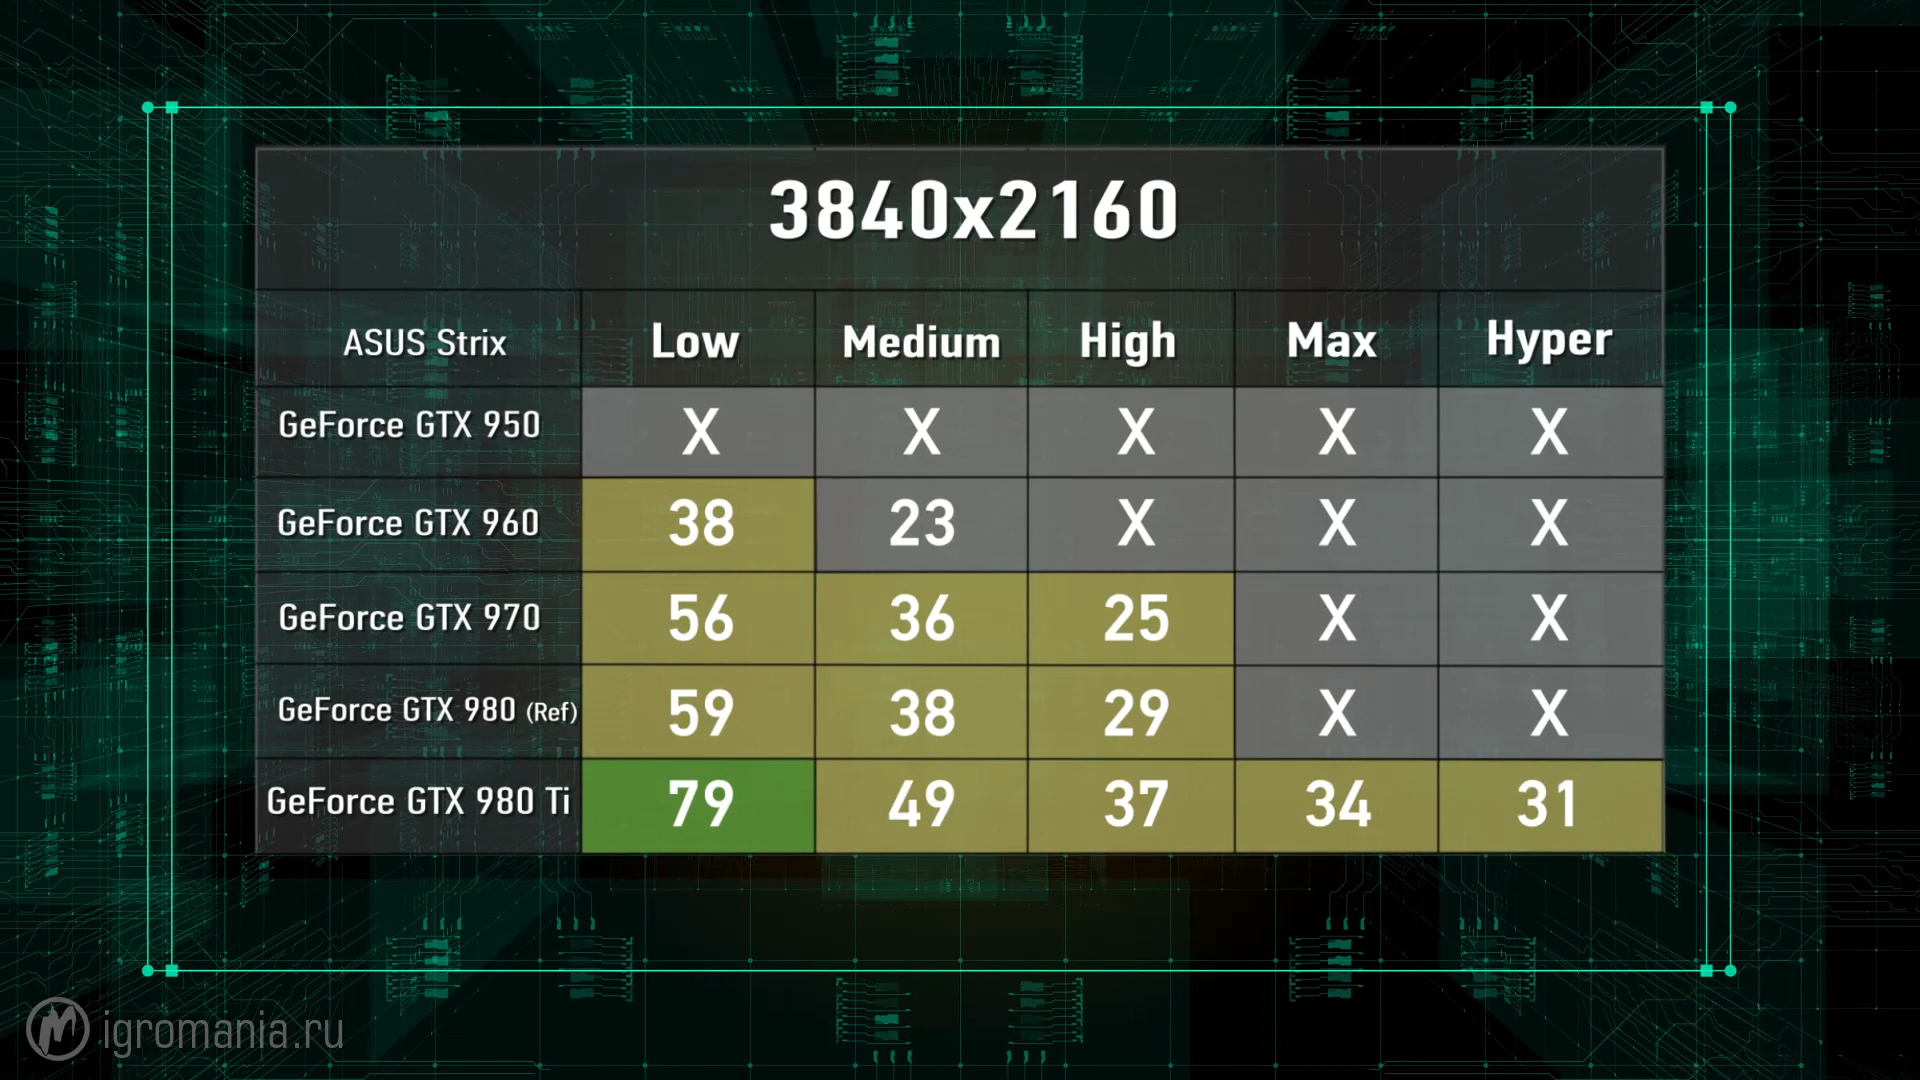 3840x2160
ASUS Strix Low Medium High Max Hyper
GeForce GTX 950 X X X X X
GeForce GTX 960 38 23 X X X
GeForce GTX 970 56 36 25 X X
GeForce GTX 980 (Ref) 59 38 29 X X
GeForce GTX 980 Ti 79 49 37 34 31
igromania.ru